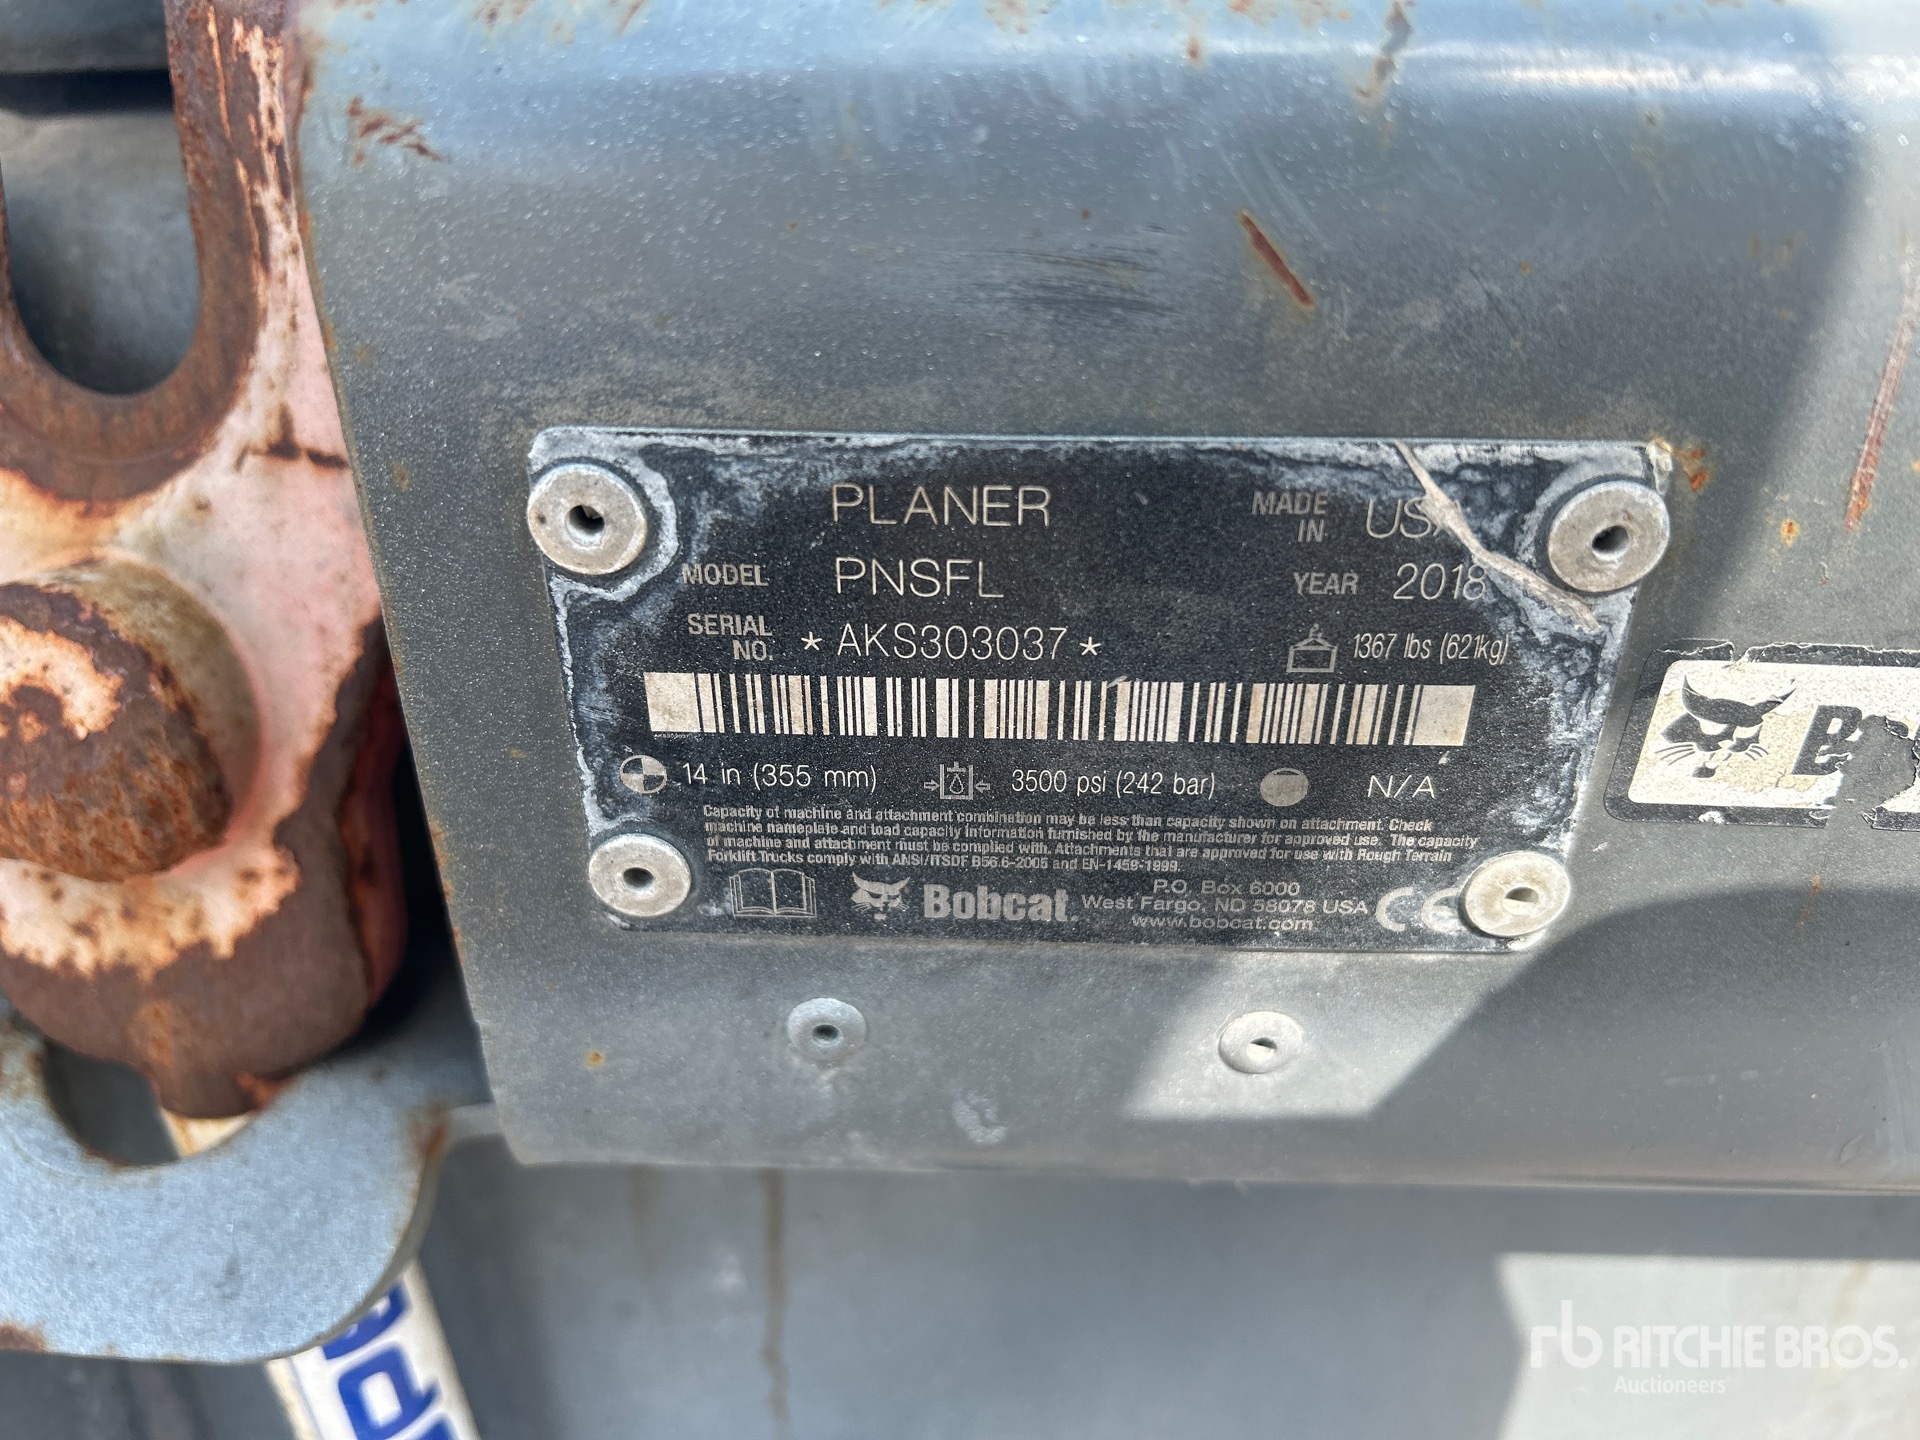 PLANER
MADE IN USA
MODEL PNSFL
YEAR 2018
SERIAL NO. *AKS303037*
1367 lbs (621kg)
14 in (355 mm)
3500 psi (242 bar)
N/A
Capacity of machine and attachment combination may be less than capacity shown on attachment. Check
machine nameplate and load capacity information furnished by the manufacturer for approved use. The capacity
of machine and attachment must be complied with. Attachments that are approved for use with Rough Terrain
Forklift Trucks comply with ANSI/ITSDF B56.6-2005 and EN-1459-1999.
Bobcat.
P.O. Box 6000
West Fargo, ND 58078 USA
www.bobcat.com
CE
rb RITCHIE BROS.
Auctioneers